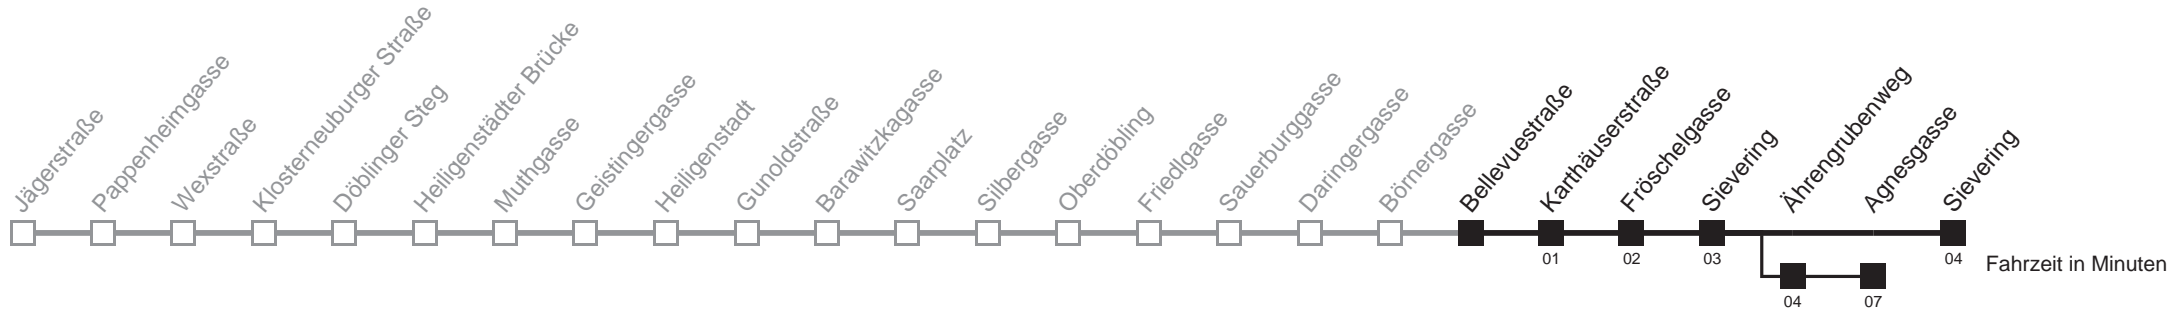 Jägerstraße
Pappenheimgasse
Wexstraße
Klosterneuburger Straße
Döblinger Steg
Heiligenstädter Brücke
Muthgasse
Geistingergasse
Heiligenstadt
Gunoldstraße
Barawitzkagasse
Saarplatz
Silbergasse
Oberdöbling
Friedlgasse
Sauerburggasse
Daringergasse
Börnergasse
Bellevuestraße
Karthäuserstraße
Fröschelgasse
Sievering
Ährengrubenweg
Agnesgasse
Sievering
01
02
03
04
Fahrzeit in Minuten
04
07